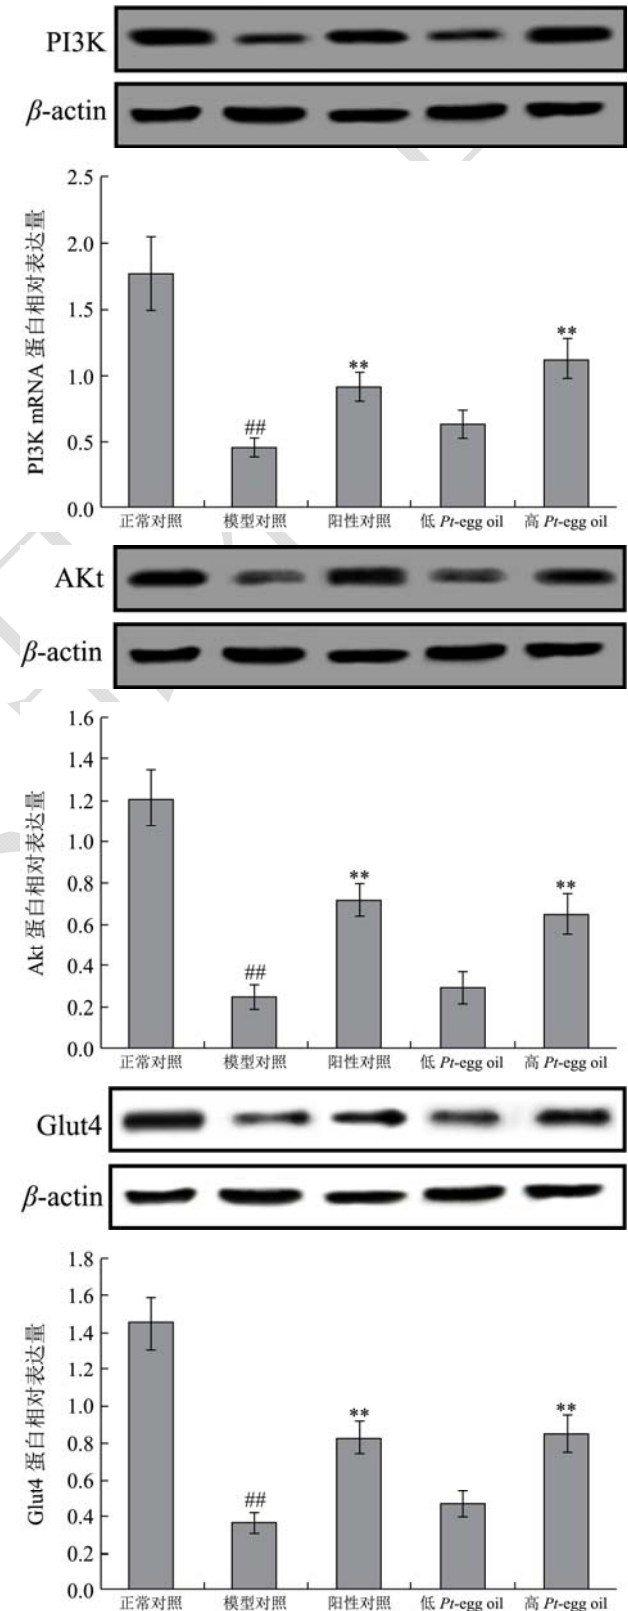 PI3K
β-actin
PI3K mRNA 蛋白相对表达量
2.5
2.0
1.5
1.0
0.5
0.0
##
**
**
正常对照 模型对照 阳性对照 低 Pt-egg oil 高 Pt-egg oil
AKt
β-actin
Akt 蛋白相对表达量
1.6
1.4
1.2
1.0
0.8
0.6
0.4
0.2
0.0
##
**
**
正常对照 模型对照 阳性对照 低 Pt-egg oil 高 Pt-egg oil
Glut4
β-actin
Glut4 蛋白相对表达量
1.8
1.6
1.4
1.2
1.0
0.8
0.6
0.4
0.2
0.0
##
**
**
正常对照 模型对照 阳性对照 低 Pt-egg oil 高 Pt-egg oil